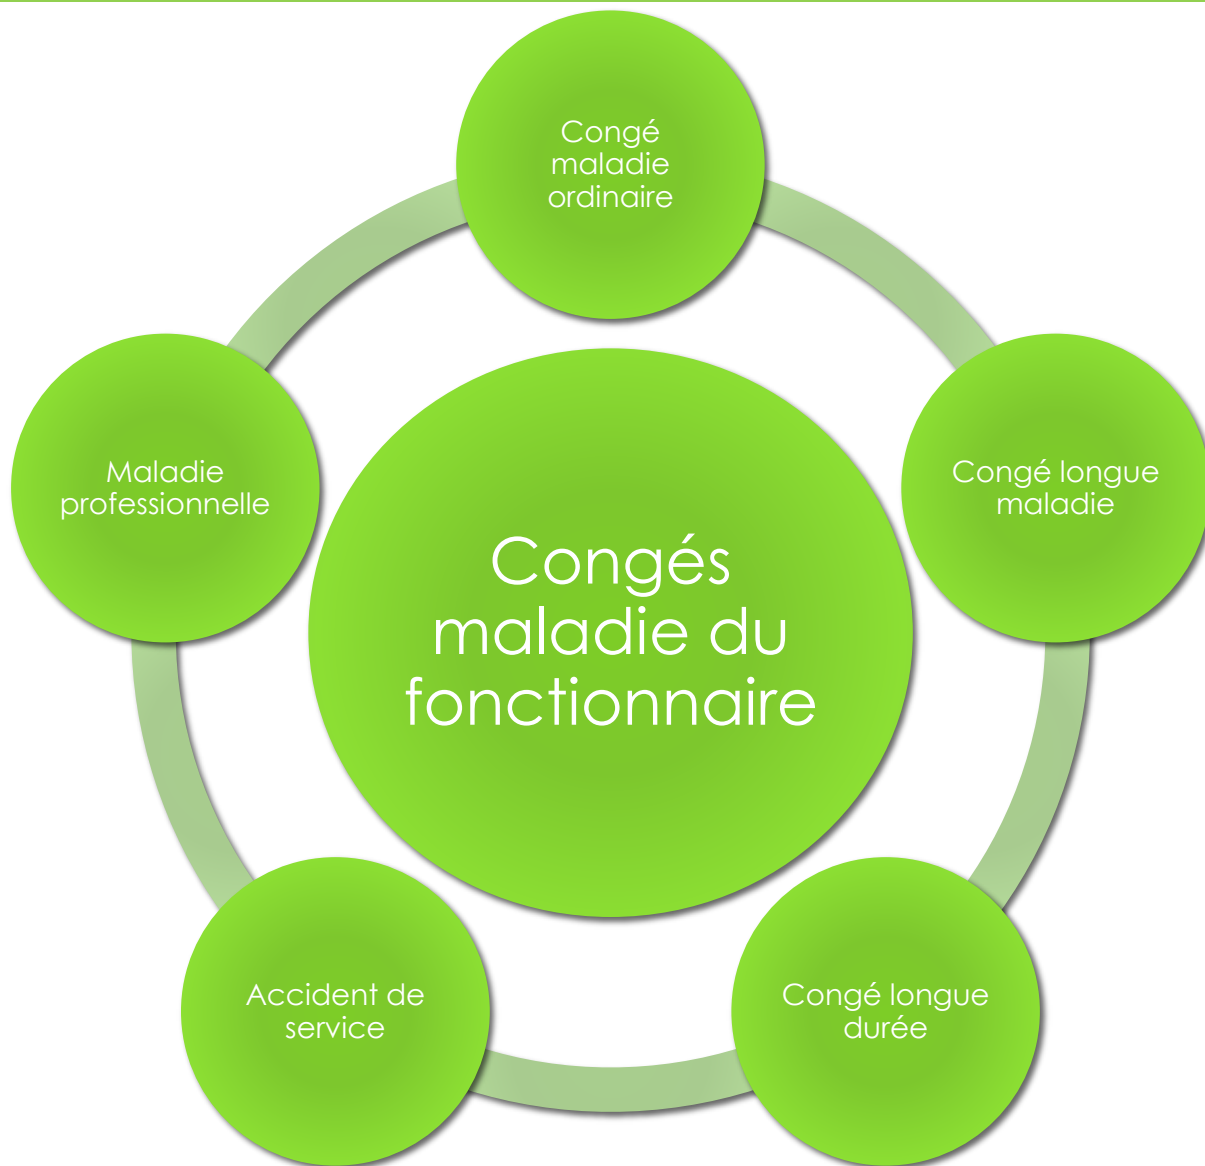 Congé
maladie
ordinaire
Maladie
professionnelle
Congé longue
maladie
Congés
maladie du
fonctionnaire
Accident de
service
Congé longue
durée